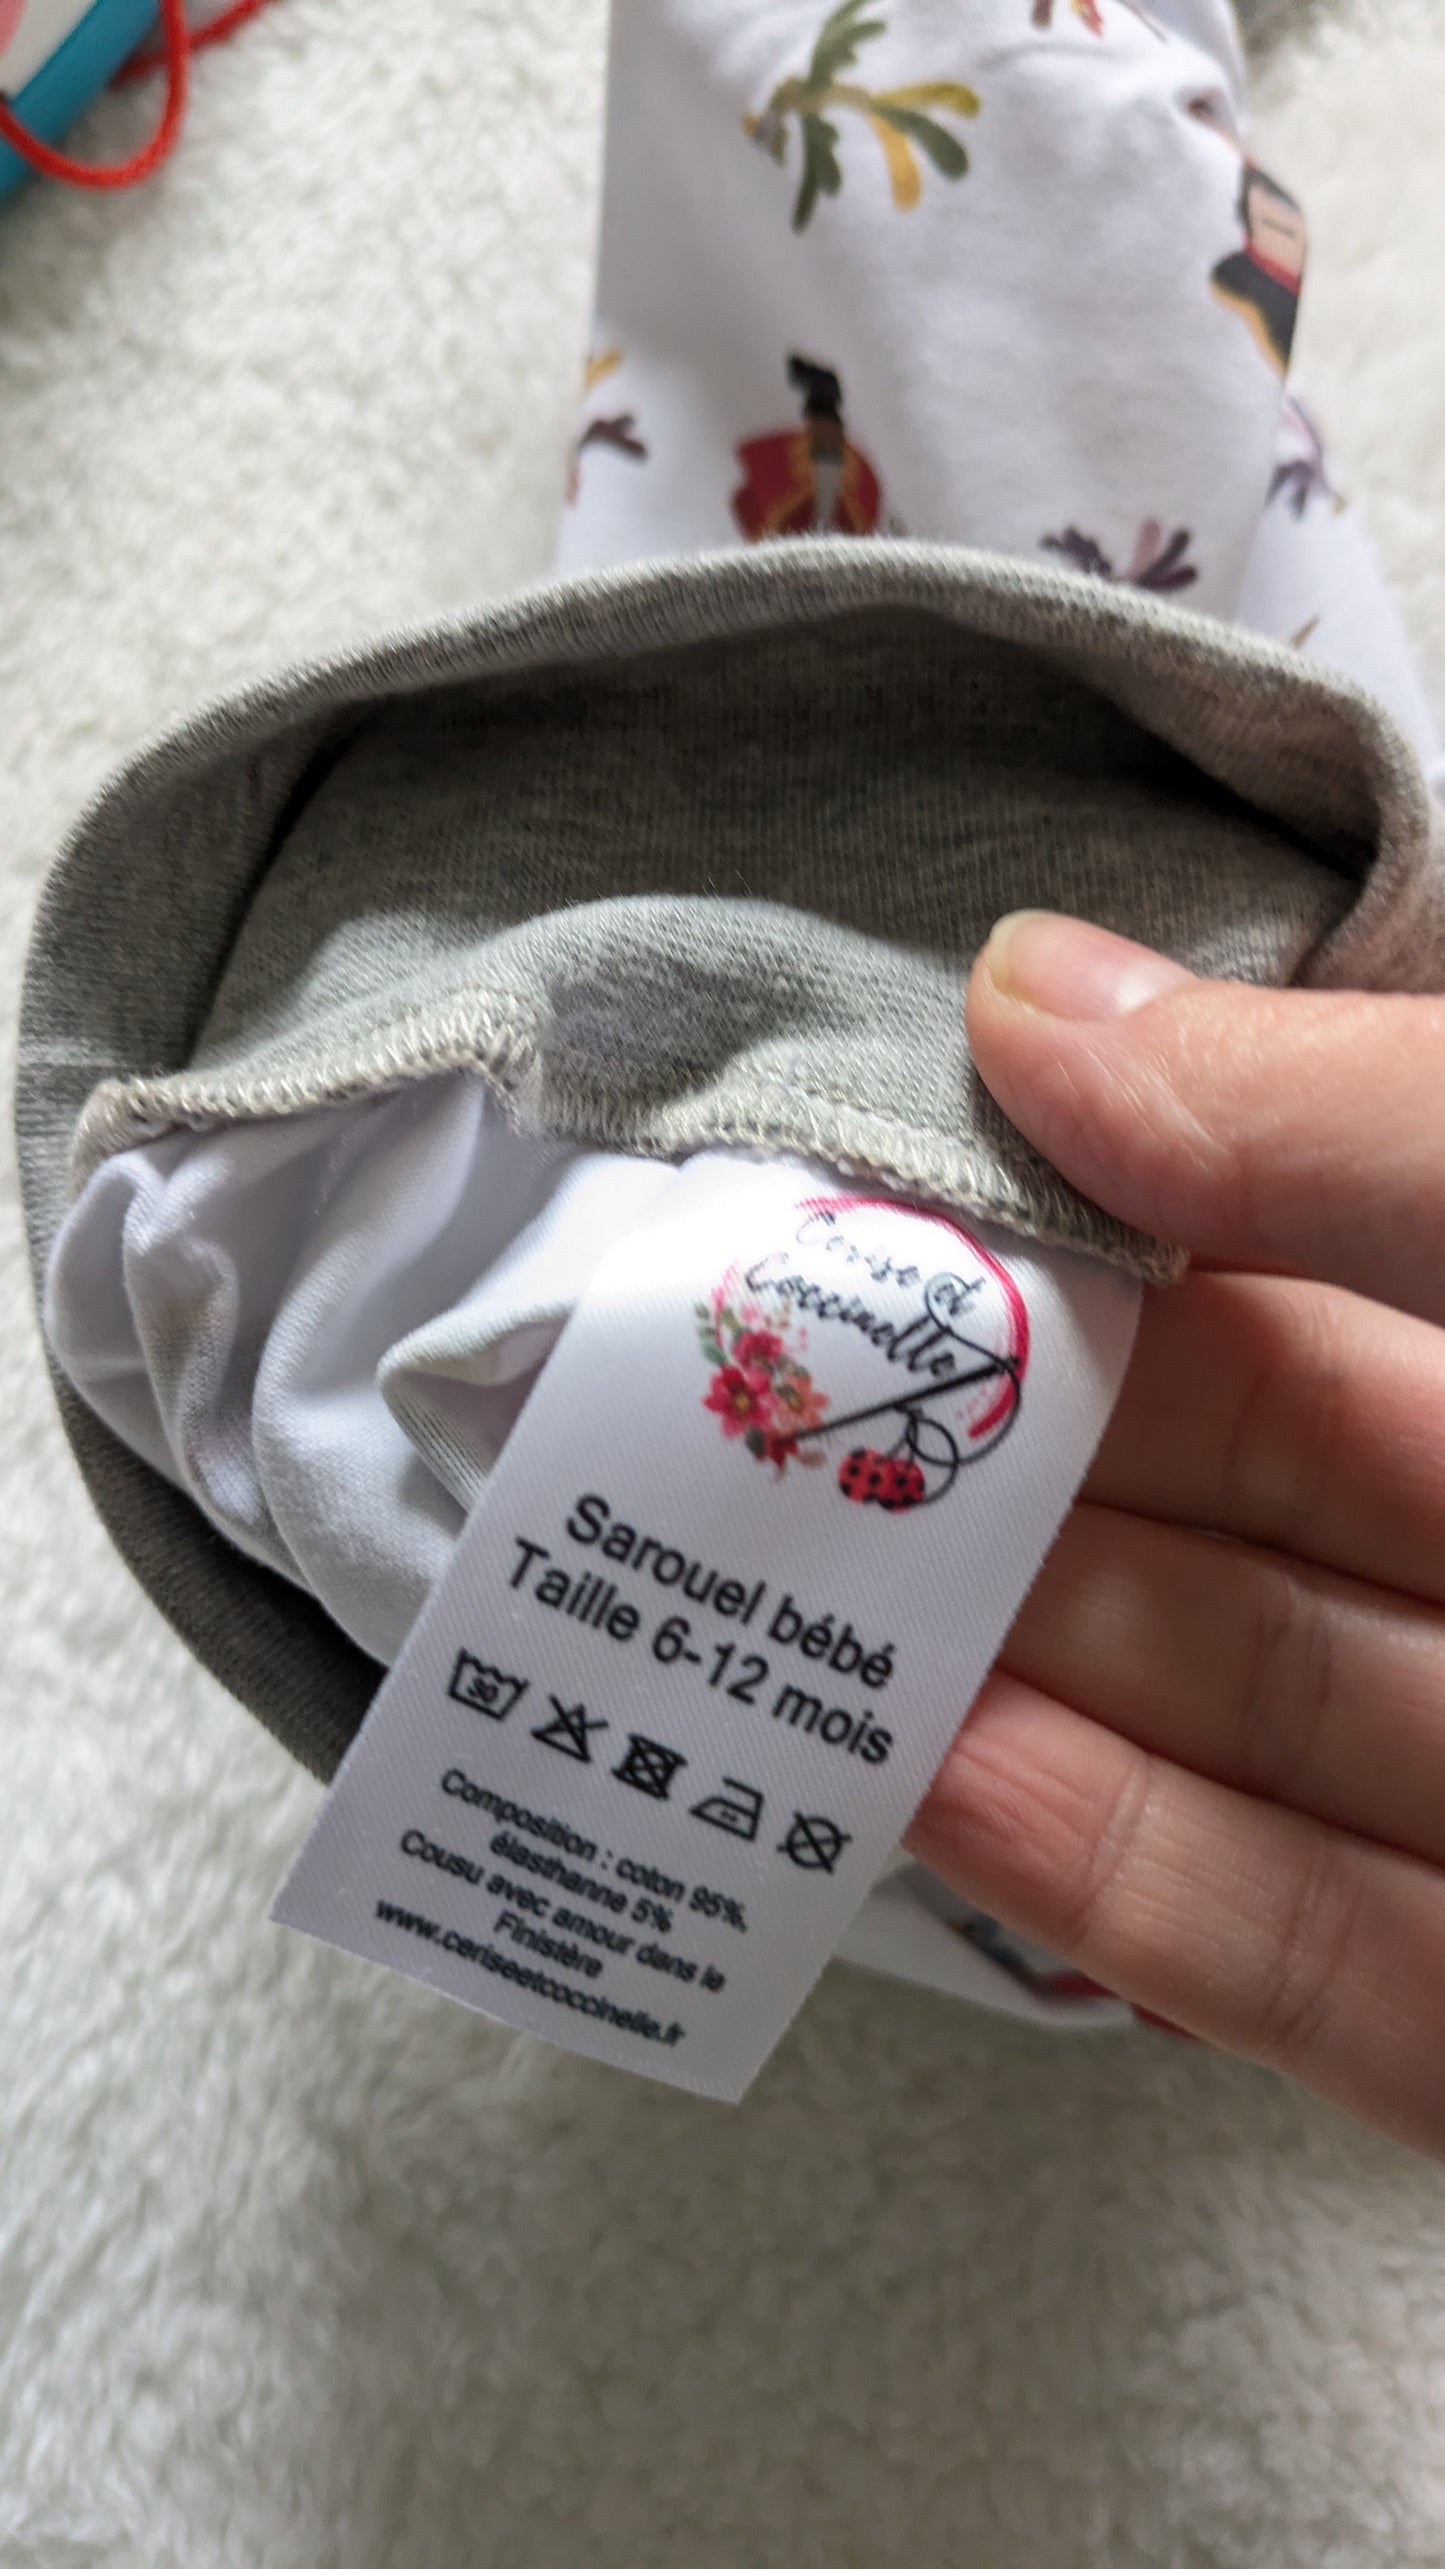 Cerise et
Coccinelle
Sarouel bébé
Taille 6-12 mois
30
Composition : coton 95%,
élasthanne 5%
Cousu avec amour dans le
Finistère
www.ceriseetcoccinelle.fr